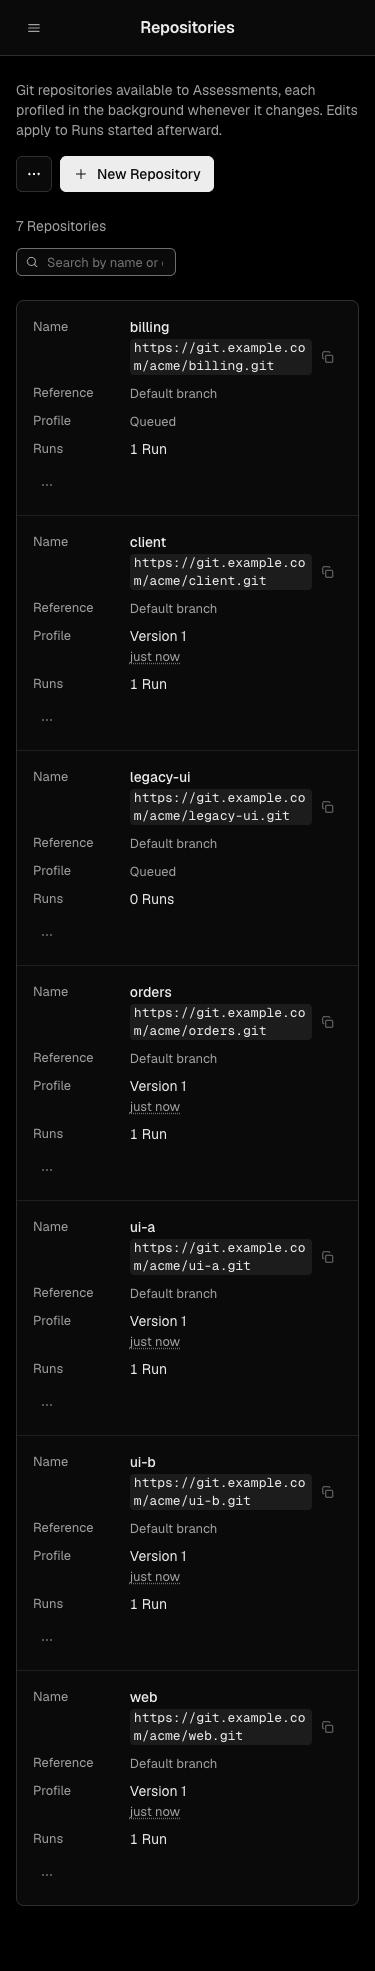 Repositories
Git repositories available to Assessments, each
profiled in the background whenever it changes. Edits
apply to Runs started afterward.
... + New Repository
7 Repositories
Search by name or
Name billing
https://git.example.co
m/acme/billing.git
Reference Default branch
Profile Queued
Runs 1 Run
...
Name client
https://git.example.co
m/acme/client.git
Reference Default branch
Profile Version 1
just now
Runs 1 Run
...
Name legacy-ui
https://git.example.co
m/acme/legacy-ui.git
Reference Default branch
Profile Queued
Runs 0 Runs
...
Name orders
https://git.example.co
m/acme/orders.git
Reference Default branch
Profile Version 1
just now
Runs 1 Run
...
Name ui-a
https://git.example.co
m/acme/ui-a.git
Reference Default branch
Profile Version 1
just now
Runs 1 Run
...
Name ui-b
https://git.example.co
m/acme/ui-b.git
Reference Default branch
Profile Version 1
just now
Runs 1 Run
...
Name web
https://git.example.co
m/acme/web.git
Reference Default branch
Profile Version 1
just now
Runs 1 Run
...